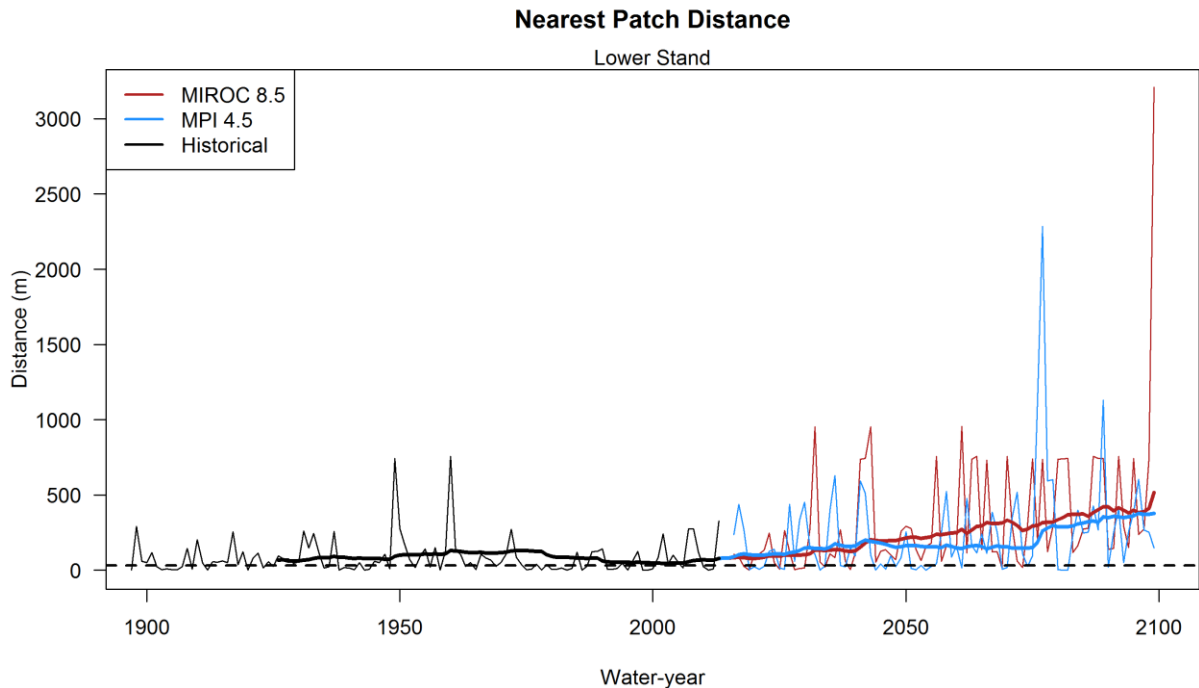 Nearest Patch Distance
Lower Stand
MIROC 8.5
MPI 4.5
Historical
3000
2500
2000
1500
1000
500
0
Distance (m)
1900
1950
2000
2050
2100
Water-year